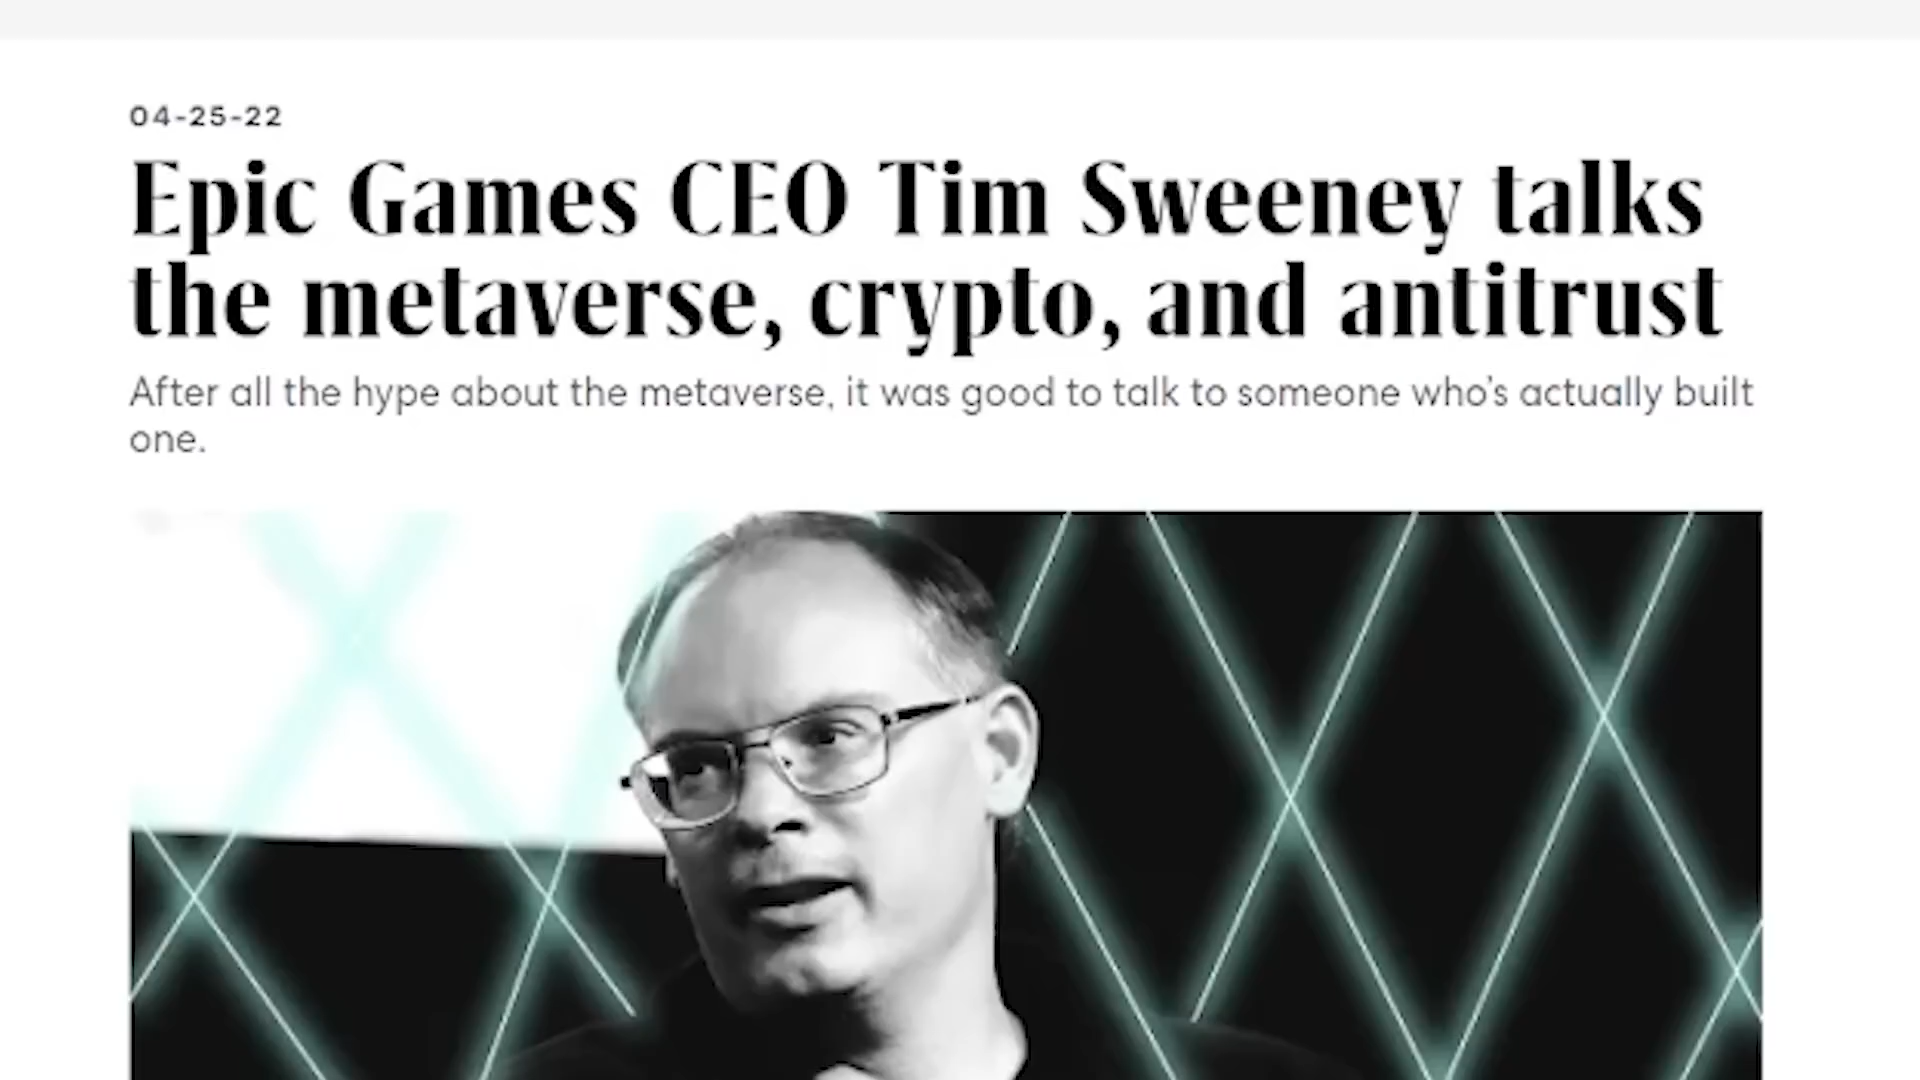 04-25-22
Epic Games CEO Tim Sweeney talks
the metaverse, crypto, and antitrust
After all the hype about the metaverse, it was good to talk to someone who's actually built
one.